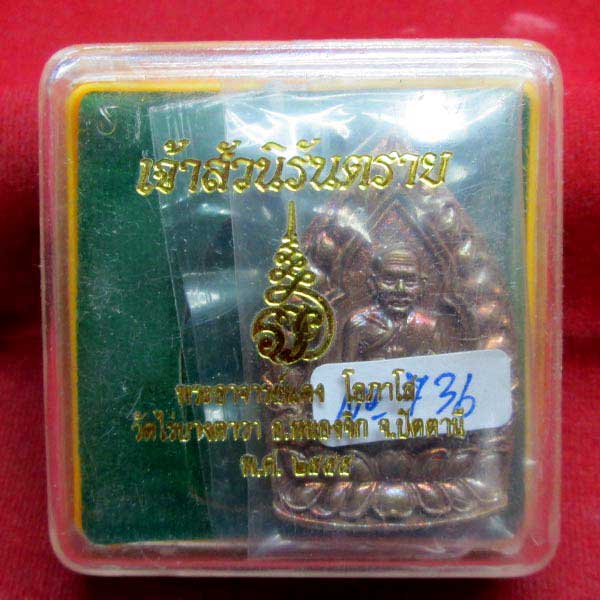 เจ้าสัวนิรันตราย
พระอาจารย์แดง โอภาโส
วัดไร่บางตาวา อ.หนองจิก จ.ปัตตานี
พ.ศ. ๒๕๕๕
736